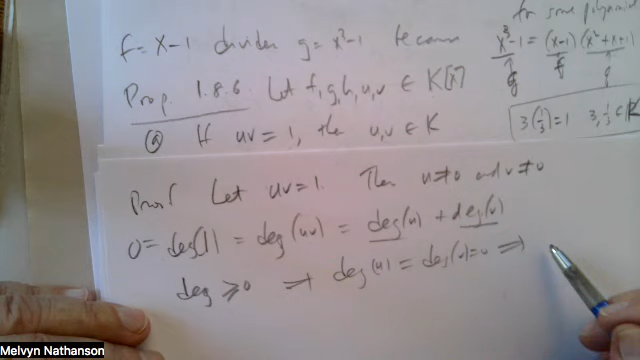 for some polynomial
f = x-1 divides g = x³-1 because
x³-1 = (x-1)(x²+x+1)
g f q
Prop. 1.8.6 Let f,g,h,u,v ∈ K[x]
(a) If uv = 1, then u,v ∈ K
3(1/3) = 1 3, 1/3 ∈ K
Proof Let uv = 1. Then u≠0 and v≠0
0 = deg(1) = deg(uv) = deg(u) + deg(v)
deg ≥ 0 ⇒ deg(u) = deg(v) = 0 ⇒
Melvyn Nathanson